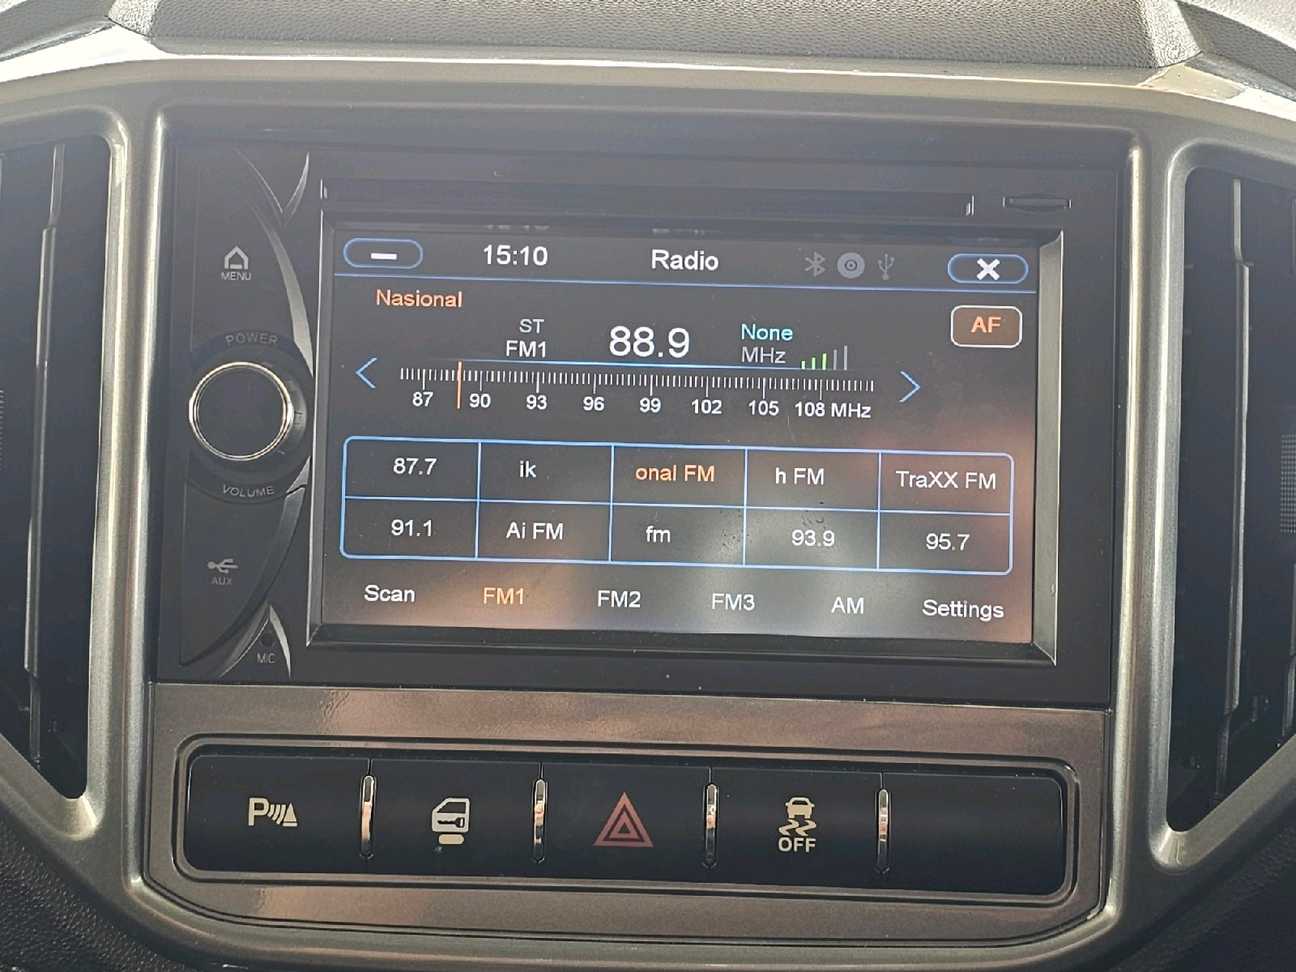 15:10 Radio
MENU
Nasional
AF
POWER
ST
FM1
88.9
None
MHz
87 90 93 96 99 102 105 108 MHz
87.7 ik onal FM h FM TraXX FM
VOLUME
91.1 Ai FM fm 93.9 95.7
AUX
Scan FM1 FM2 FM3 AM Settings
MIC
P
OFF